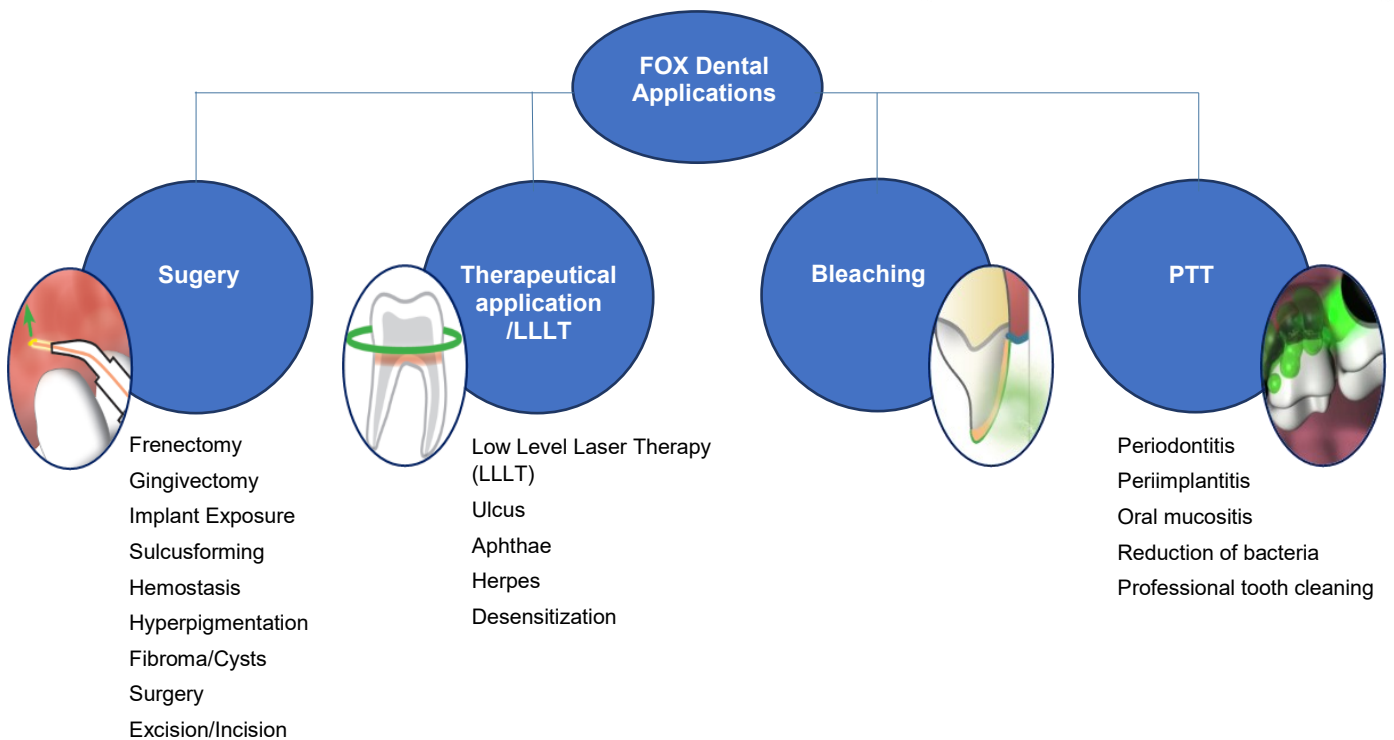 FOX Dental
Applications
Sugery
Therapeutical
application
/LLLT
Bleaching
PTT
Frenectomy
Gingivectomy
Implant Exposure
Sulcusforming
Hemostasis
Hyperpigmentation
Fibroma/Cysts
Surgery
Excision/Incision
Low Level Laser Therapy
(LLLT)
Ulcus
Aphthae
Herpes
Desensitization
Periodontitis
Periimplantitis
Oral mucositis
Reduction of bacteria
Professional tooth cleaning